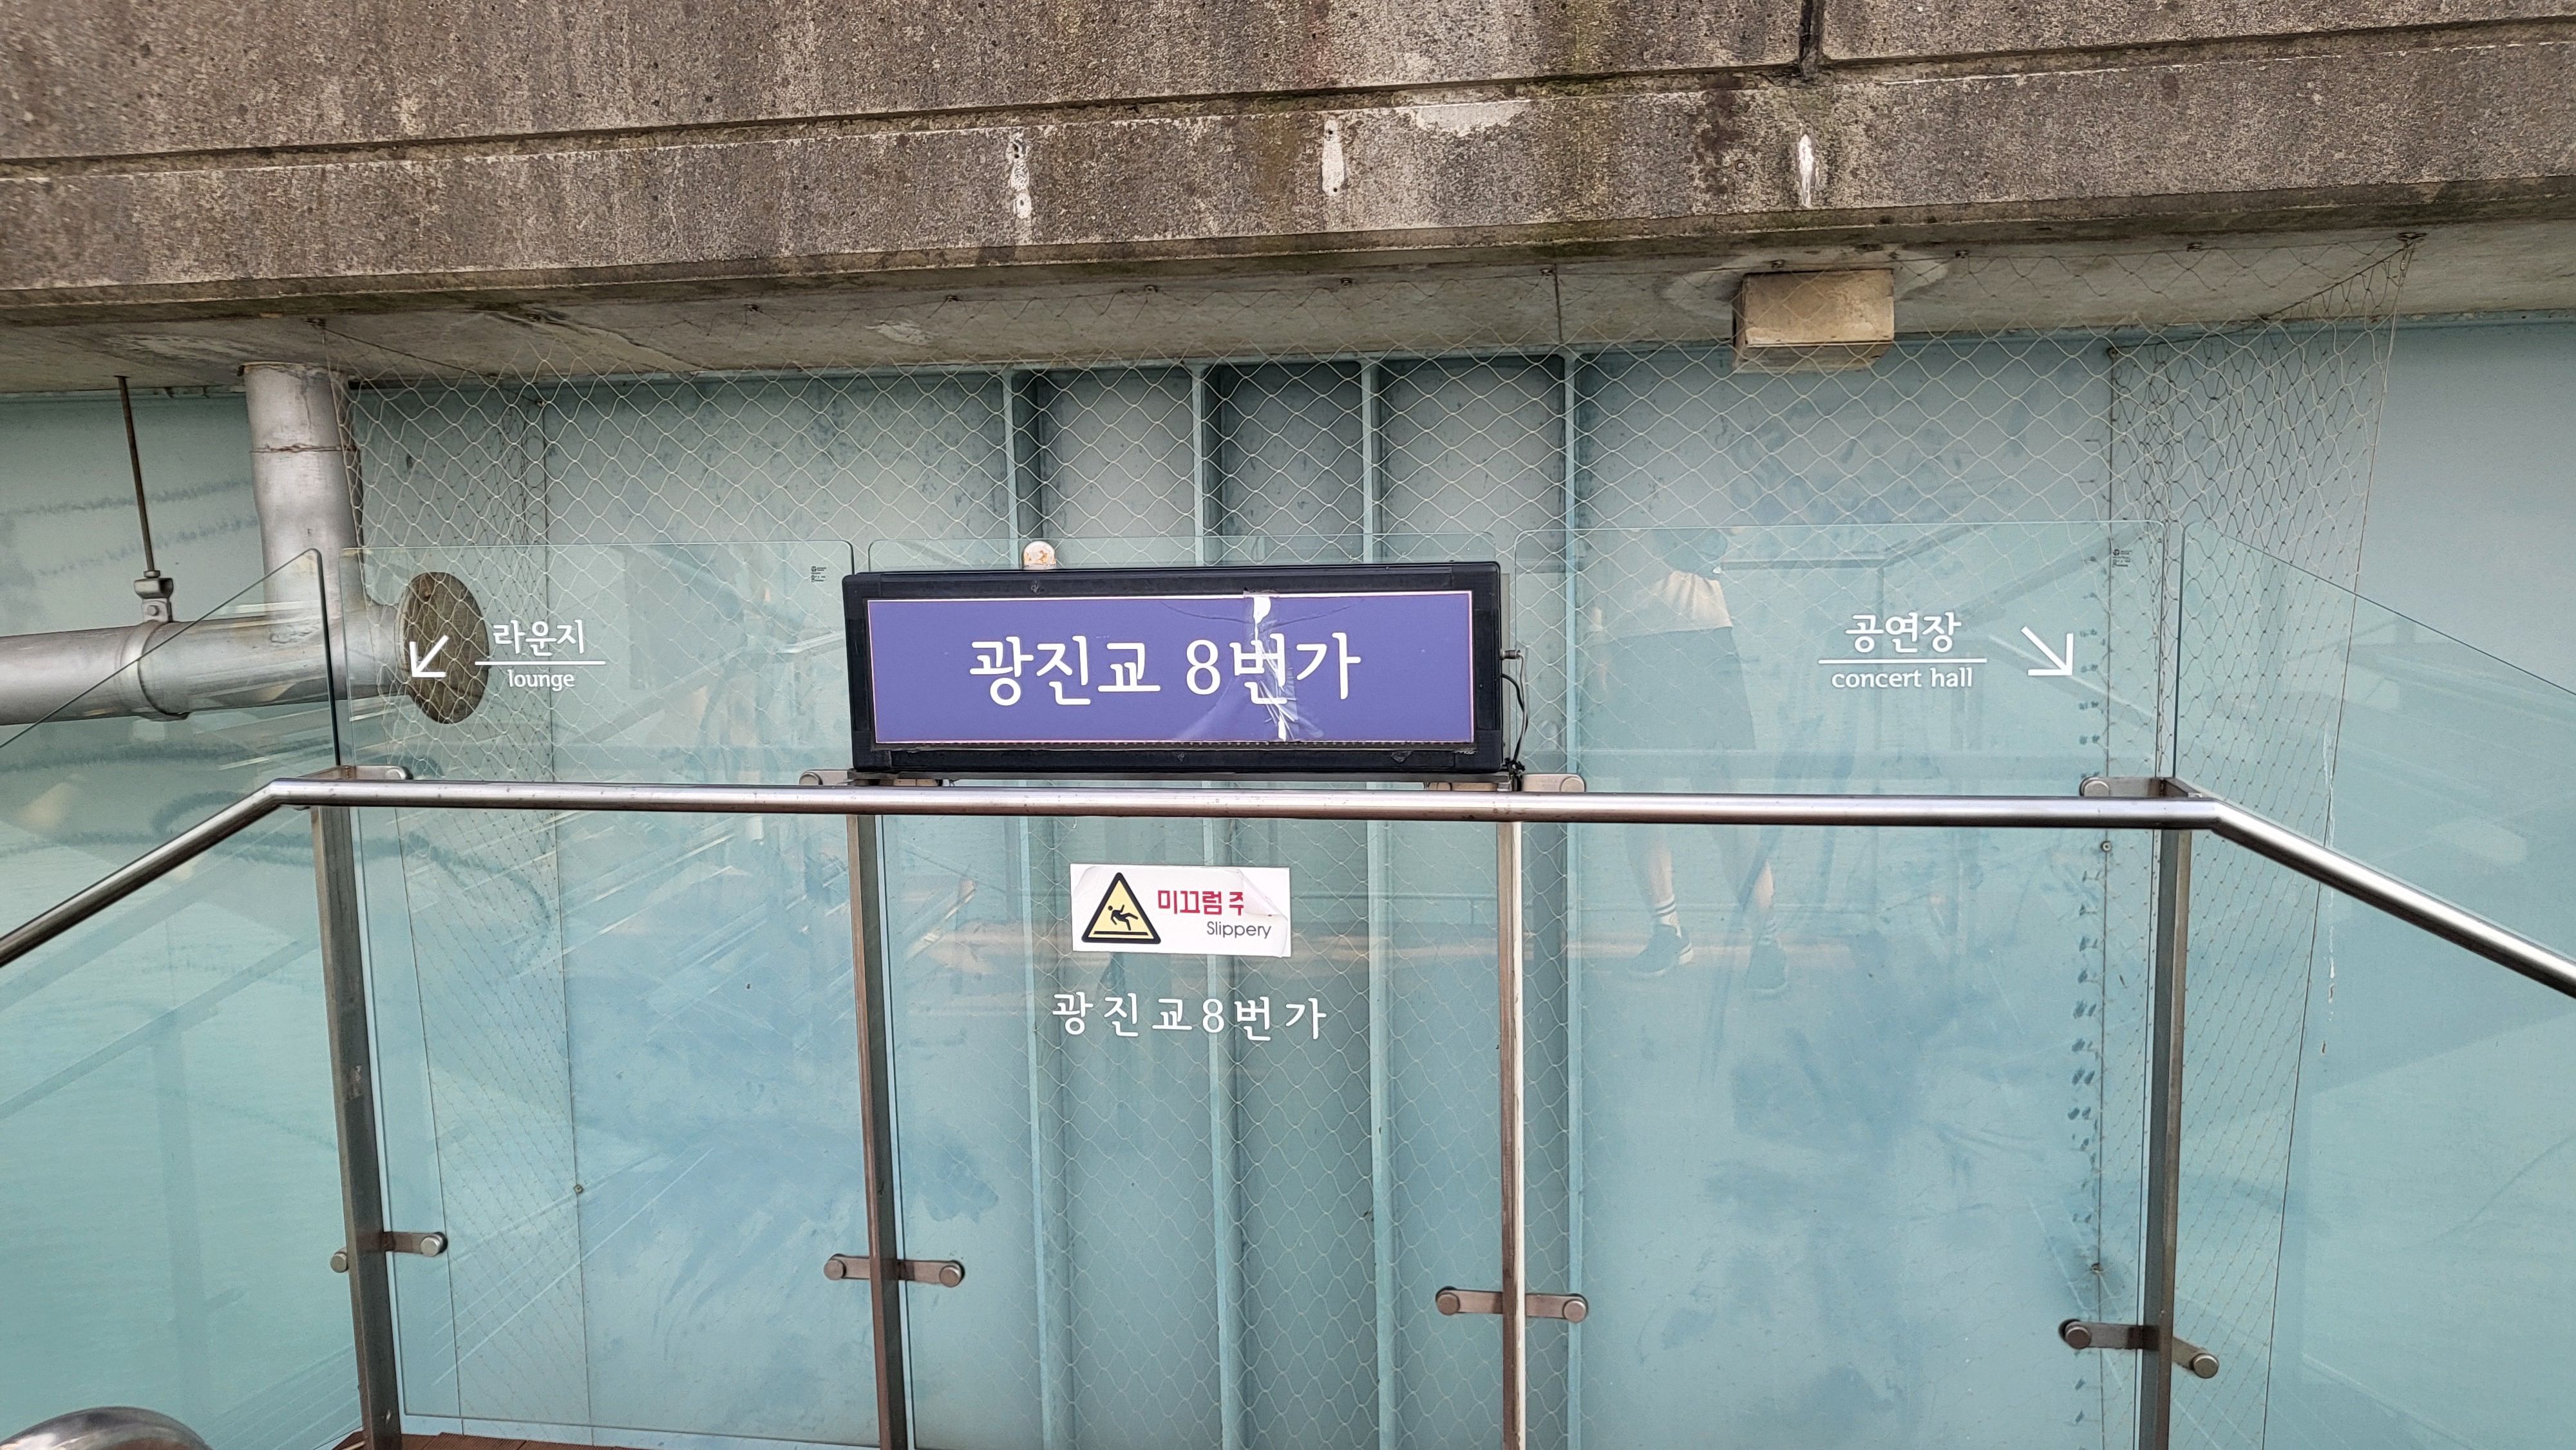 라운지
lounge
광진교 8번가
공연장
concert hall
미끄럼 주
Slippery
광진교8번가